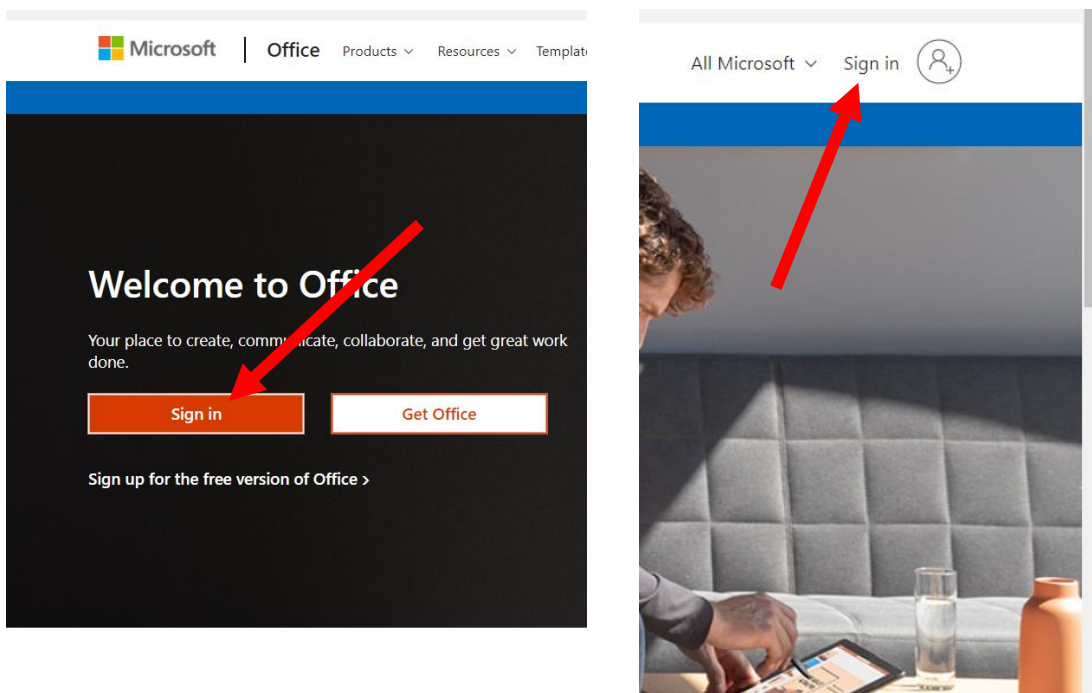 Microsoft Office Products Resources Templat
Welcome to Office
Your place to create, communicate, collaborate, and get great work
done.
Sign in Get Office
Sign up for the free version of Office >
All Microsoft Sign in